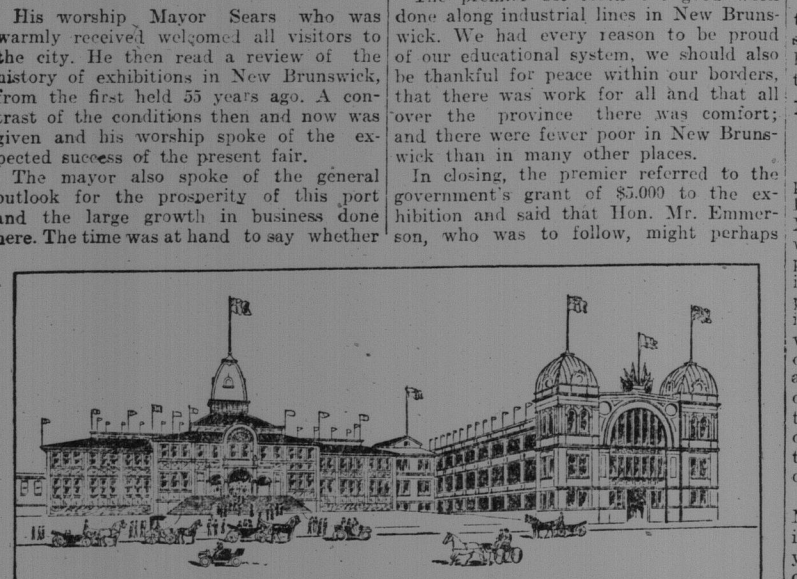 His worship Mayor Sears who was
warmly received welcomed all visitors to
the city. He then read a review of the
history of exhibitions in New Brunswick,
from the first held 55 years ago. A con-
trast of the conditions then and now was
given and his worship spoke of the ex-
pected success of the present fair.
The mayor also spoke of the general
outlook for the prosperity of this port
and the large growth in business done
here. The time was at hand to say whether
done along industrial lines in New Bruns-
wick. We had every reason to be proud
of our educational system, we should also
be thankful for peace within our borders,
that there was work for all and that all
over the province there was comfort;
and there were fewer poor in New Bruns-
wick than in many other places.
In closing, the premier referred to the
government's grant of $5.000 to the ex-
hibition and said that Hon. Mr. Emmer-
son, who was to follow, might perhaps